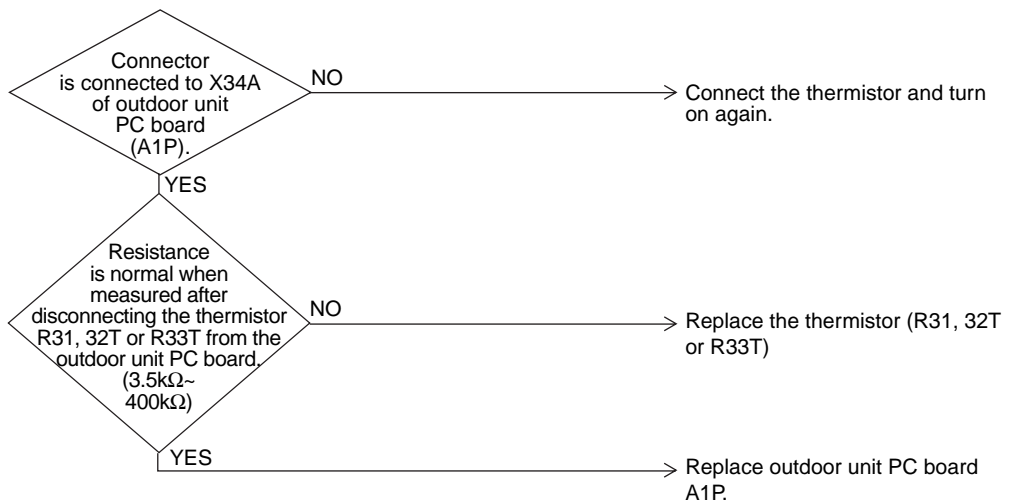 Connector
is connected to X34A
of outdoor unit
PC board
(A1P).
NO
Connect the thermistor and turn
on again.
YES
Resistance
is normal when
measured after
disconnecting the thermistor
R31, 32T or R33T from the
outdoor unit PC board.
(3.5kΩ~
400kΩ)
NO
Replace the thermistor (R31, 32T
or R33T)
YES
Replace outdoor unit PC board
A1P.